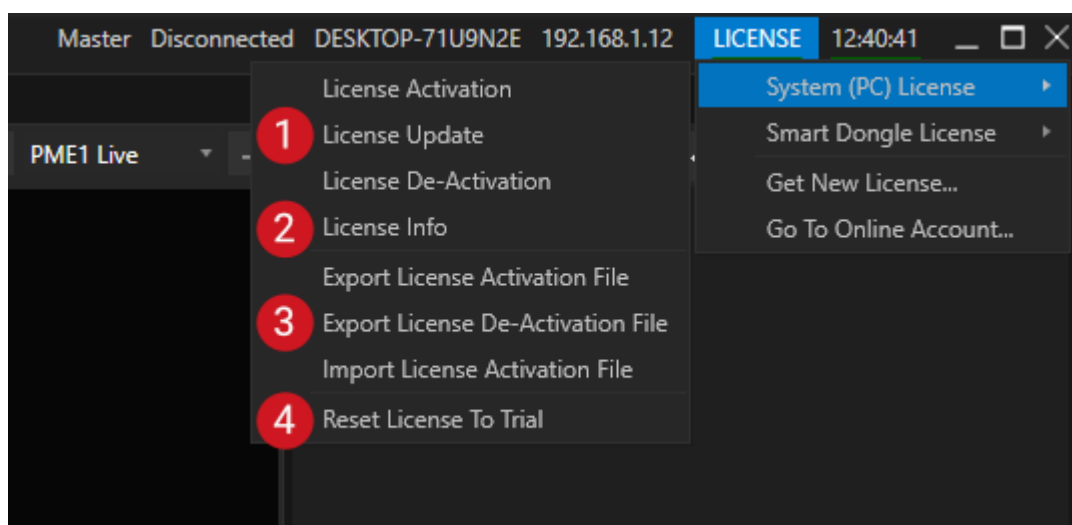 Master Disconnected DESKTOP-71U9N2E 192.168.1.12 LICENSE 12:40:41
PME1 Live
License Activation
1 License Update
License De-Activation
2 License Info
Export License Activation File
3 Export License De-Activation File
Import License Activation File
4 Reset License To Trial
System (PC) License
Smart Dongle License
Get New License...
Go To Online Account...